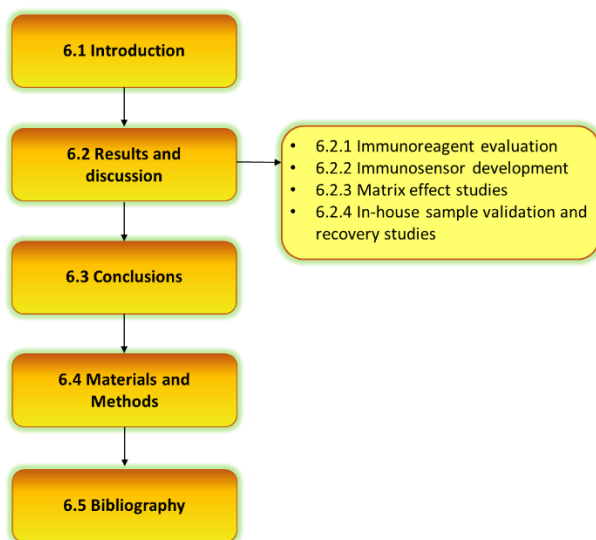 6.1 Introduction
6.2 Results and
discussion
• 6.2.1 Immunoreagent evaluation
• 6.2.2 Immunosensor development
• 6.2.3 Matrix effect studies
• 6.2.4 In-house sample validation and
recovery studies
6.3 Conclusions
6.4 Materials and
Methods
6.5 Bibliography